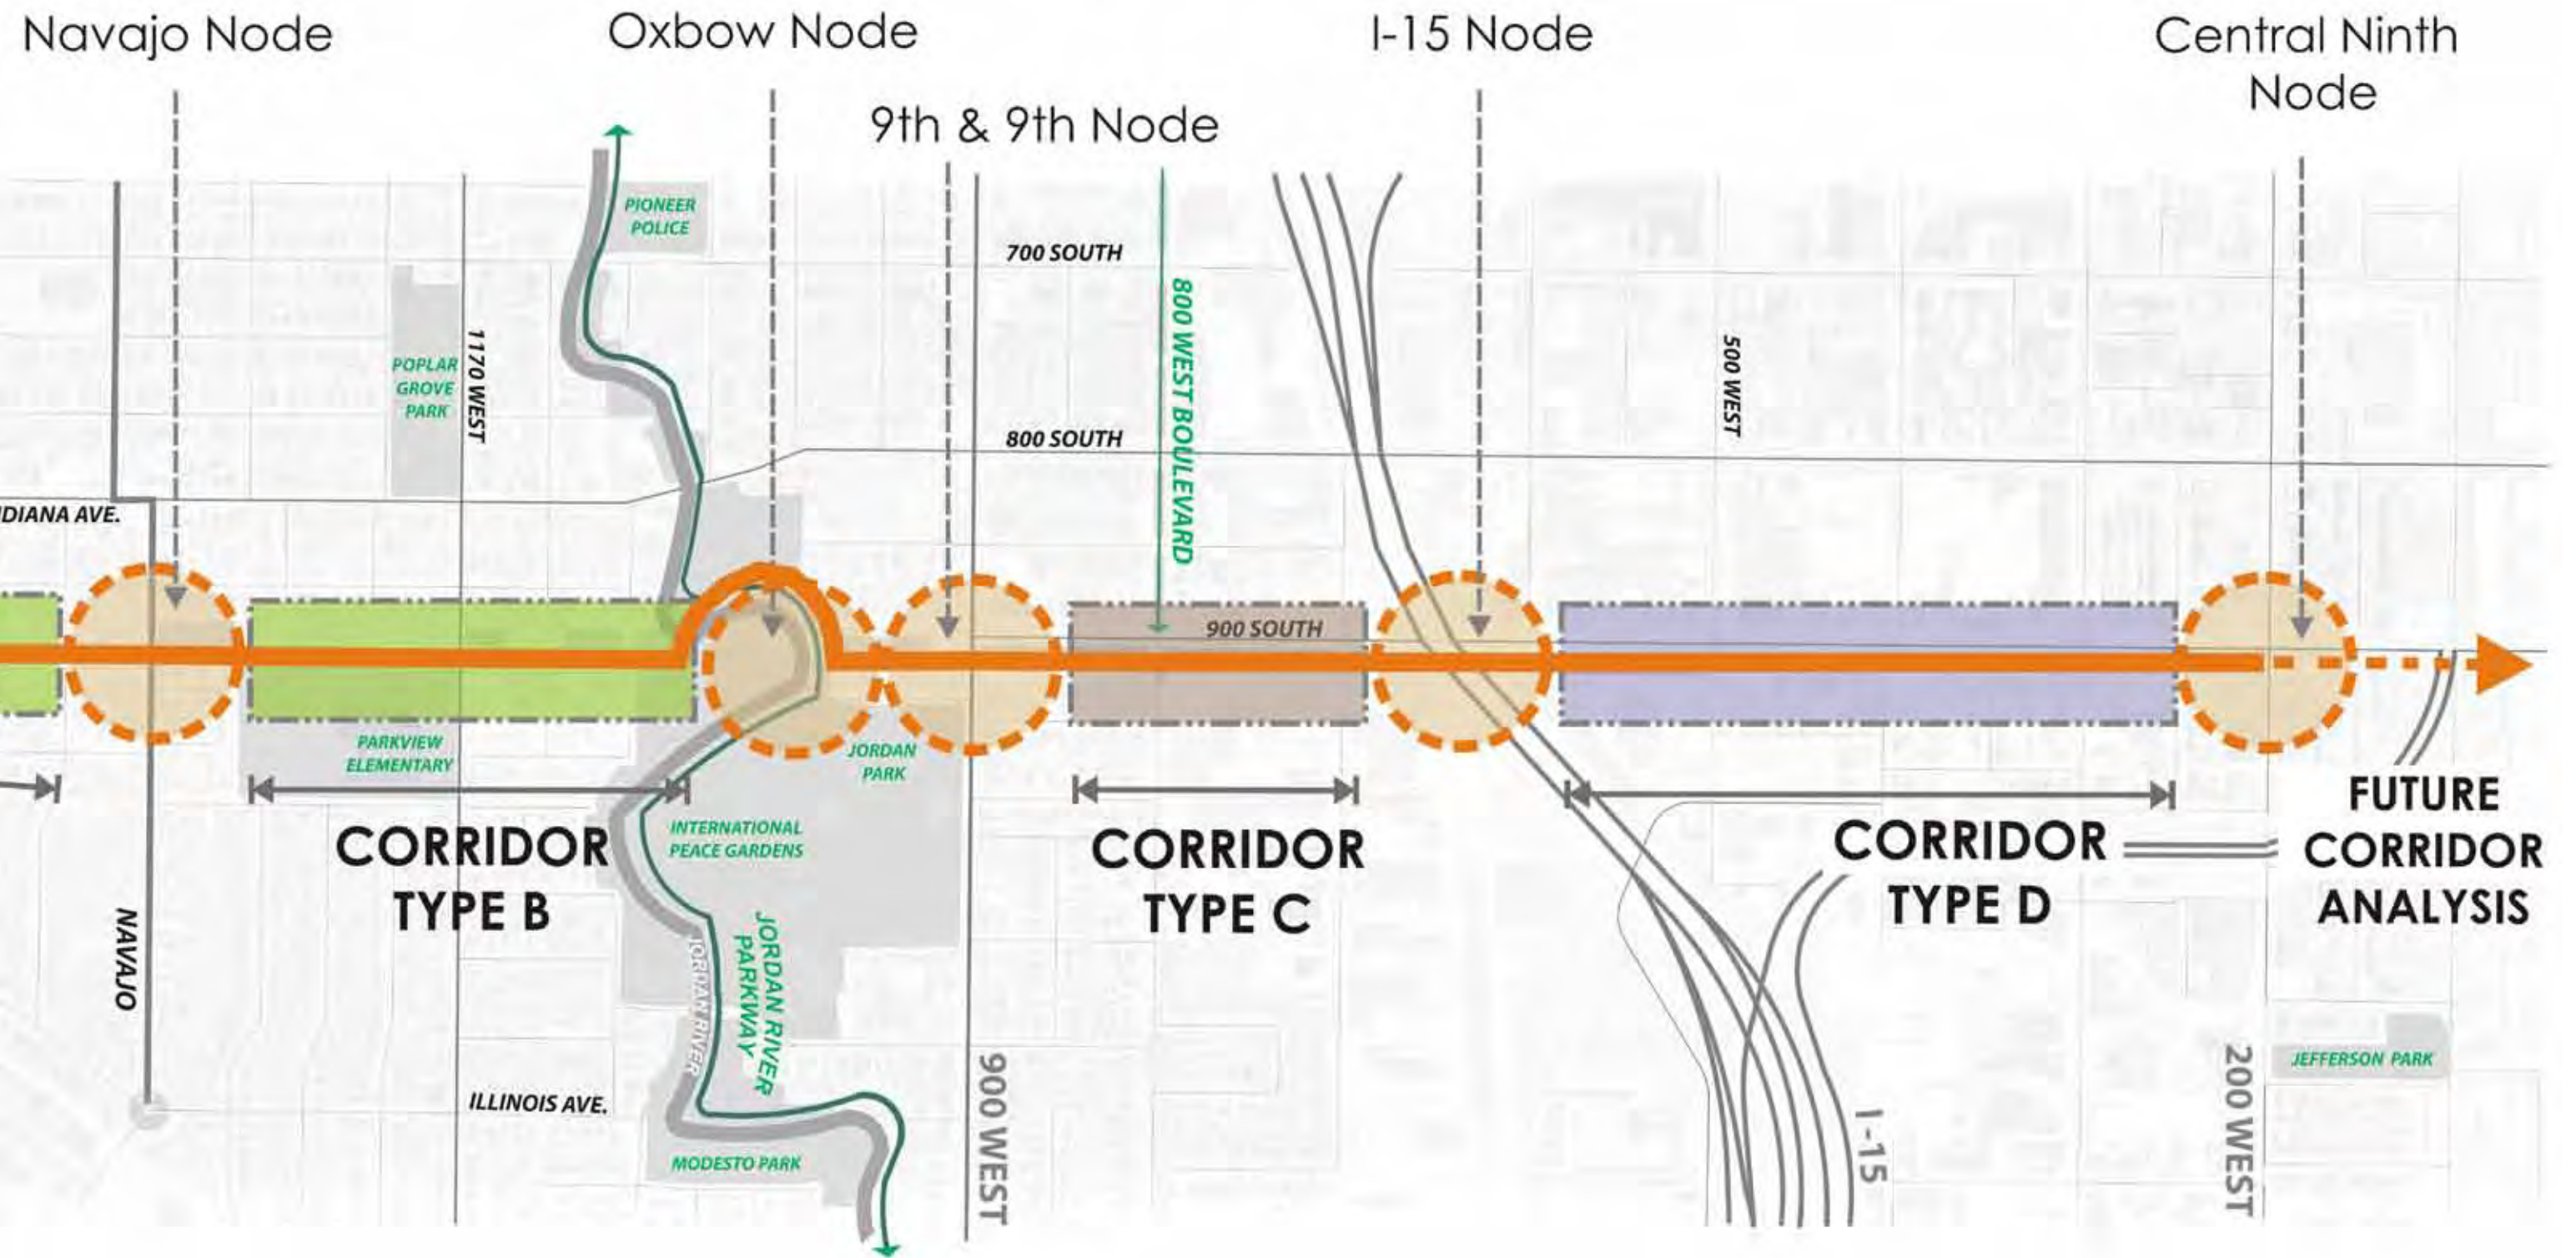 Navajo Node
Oxbow Node
I-15 Node
Central Ninth
Node
9th & 9th Node
PIONEER
POLICE
700 SOUTH
800 WEST BOULEVARD
1170 WEST
500 WEST
POPLAR
GROVE
PARK
800 SOUTH
DIANA AVE.
900 SOUTH
PARKVIEW
ELEMENTARY
JORDAN
PARK
INTERNATIONAL
PEACE GARDENS
CORRIDOR
TYPE B
CORRIDOR
TYPE C
CORRIDOR
TYPE D
FUTURE
CORRIDOR
ANALYSIS
NAVAJO
JORDAN RIVER
JORDAN RIVER
PARKWAY
900 WEST
200 WEST
JEFFERSON PARK
ILLINOIS AVE.
I-15
MODESTO PARK